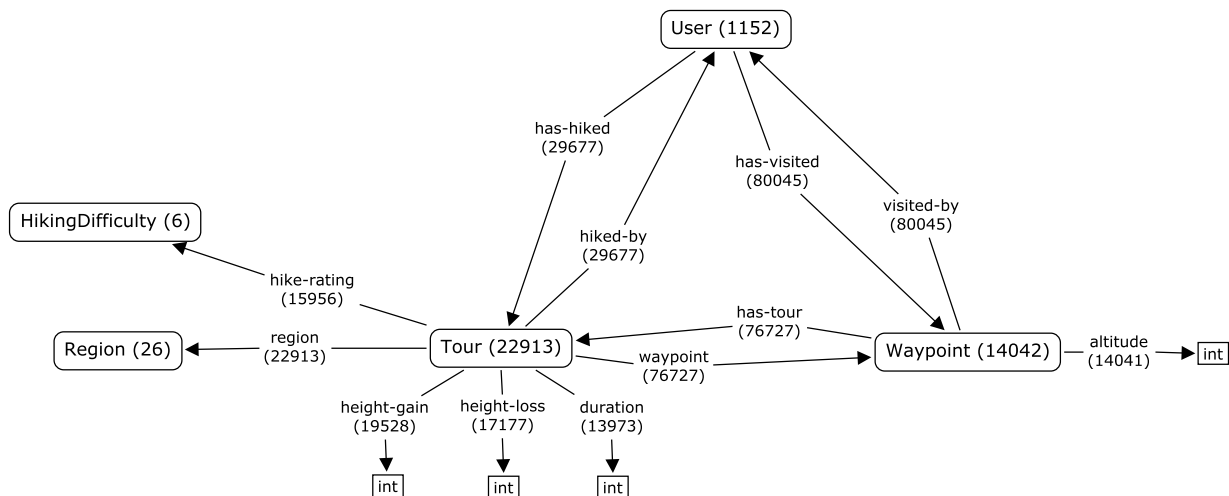 User (1152)
has-hiked
(29677)
has-visited
(80045)
visited-by
(80045)
HikingDifficulty (6)
hiked-by
(29677)
hike-rating
(15956)
has-tour
(76727)
Region (26)
region
(22913)
Tour (22913)
waypoint
(76727)
Waypoint (14042)
altitude
(14041)
int
height-gain
(19528)
height-loss
(17177)
duration
(13973)
int
int
int